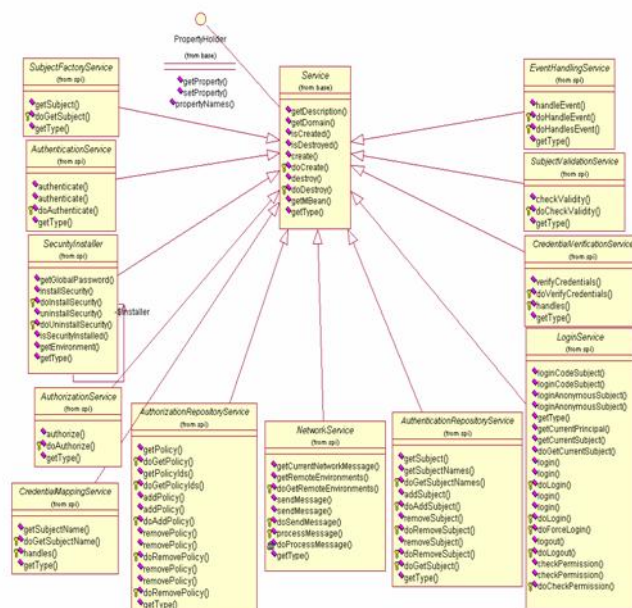 PropertyHolder
(from base)
getProperty()
setProperty()
propertyNames()
Service
(from base)
getDescription()
getDomain()
isCreated()
isDestroyed()
create()
doCreate()
destroy()
doDestroy()
getMBean()
getType()
SubjectFactoryService
(from spi)
getSubject()
doGetSubject()
getType()
AuthenticationService
(from spi)
authenticate()
authenticate()
doAuthenticate()
getType()
SecurityInstaller
(from spi)
getGlobalPassword()
installSecurity()
doInstallSecurity()
uninstallSecurity()
doUninstallSecurity()
isSecurityInstalled()
getEnvironment()
getType()
AuthorizationService
(from spi)
authorize()
doAuthorize()
getType()
CredentialMappingService
(from spi)
getSubjectName()
doGetSubjectName()
handles()
getType()
AuthorizationRepositoryService
(from spi)
getPolicy()
doGetPolicy()
getPolicyIds()
doGetPolicyIds()
addPolicy()
addPolicy()
doAddPolicy()
removePolicy()
removePolicy()
doRemovePolicy()
removePolicy()
removePolicy()
doRemovePolicy()
getType()
NetworkService
(from spi)
getCurrentNetworkMessage()
getRemoteEnvironments()
doGetRemoteEnvironments()
sendMessage()
sendMessage()
doSendMessage()
processMessage()
doProcessMessage()
getType()
AuthenticationRepositoryService
(from spi)
getSubject()
getSubjectNames()
doGetSubjectNames()
addSubject()
doAddSubject()
removeSubject()
doRemoveSubject()
removeSubject()
doRemoveSubject()
doGetSubject()
getType()
EventHandlingService
(from spi)
handleEvent()
doHandleEvent()
doHandlesEvent()
getType()
SubjectValidationService
(from spi)
checkValidity()
doCheckValidity()
getType()
CredentialVerificationService
(from spi)
verifyCredentials()
doVerifyCredentials()
handles()
getType()
LoginService
(from spi)
loginCodeSubject()
loginCodeSubject()
loginAnonymousSubject()
loginAnonymousSubject()
getType()
getCurrentPrincipal()
getCurrentSubject()
doGetCurrentSubject()
login()
login()
doLogin()
login()
login()
doLogin()
doForceLogin()
logout()
doLogout()
checkPermission()
checkPermission()
doCheckPermission()